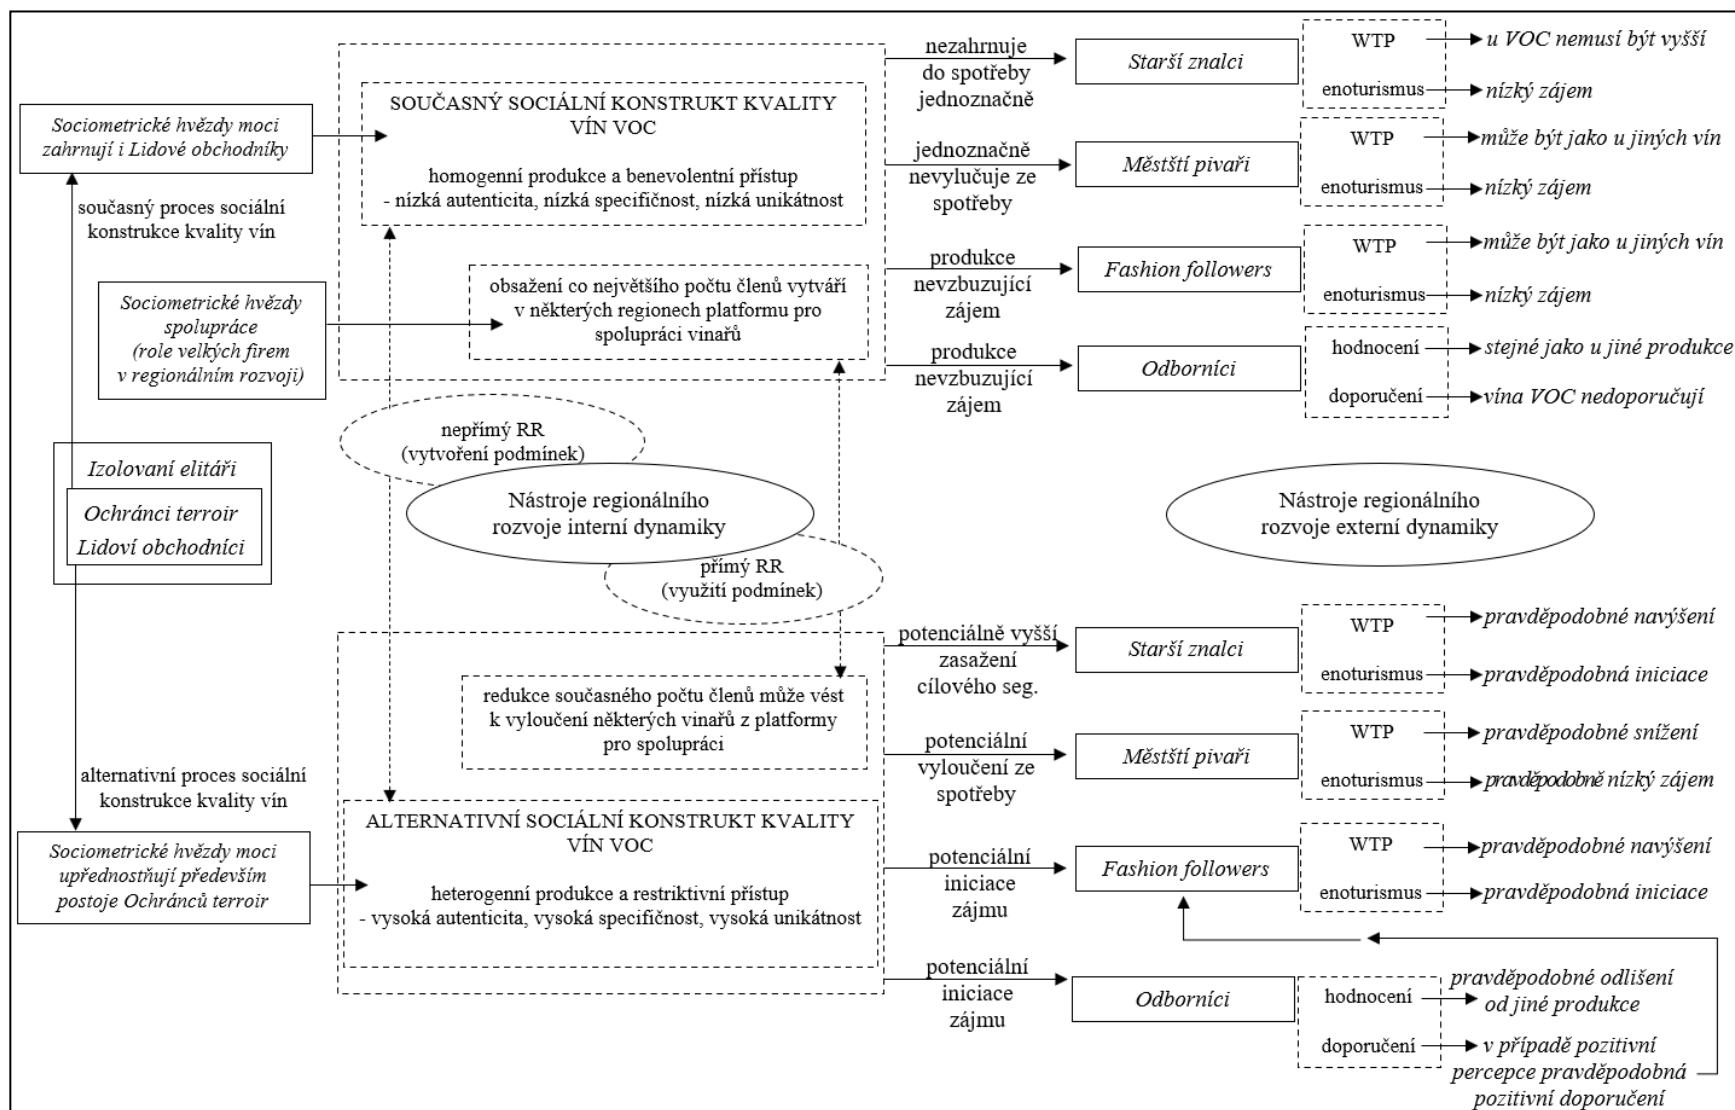 Sociometrické hvězdy moci
zahrnují i Lidové obchodníky
současný proces sociální
konstrukce kvality vín
Sociometrické hvězdy
spolupráce
(role velkých firem
v regionálním rozvoji)
Izolovaní elitáři
Ochránci terroir
Lidoví obchodníci
alternativní proces sociální
konstrukce kvality vín
Sociometrické hvězdy moci
upřednostňují především
postoje Ochránců terroir
SOUČASNÝ SOCIÁLNÍ KONSTRUKT KVALITY
VÍN VOC
homogenní produkce a benevolentní přístup
- nízká autenticita, nízká specifičnost, nízká unikátnost
obsažení co největšího počtu členů vytváří
v některých regionech platformu pro
spolupráci vinařů
nepřímý RR
(vytvoření podmínek)
Nástroje regionálního
rozvoje interní dynamiky
přímý RR
(využití podmínek)
redukce současného počtu členů může vést
k vyloučení některých vinařů z platformy
pro spolupráci
ALTERNATIVNÍ SOCIÁLNÍ KONSTRUKT KVALITY
VÍN VOC
heterogenní produkce a restriktivní přístup
- vysoká autenticita, vysoká specifičnost, vysoká unikátnost
nezahrnuje
do spotřeby
jednoznačně
Starší znalci
WTP
u VOC nemusí být vyšší
enoturismus
nízký zájem
jednoznačně
nevylučuje ze
spotřeby
Městští pivaři
WTP
může být jako u jiných vín
enoturismus
nízký zájem
produkce
nevzbuzující
zájem
Fashion followers
WTP
může být jako u jiných vín
enoturismus
nízký zájem
produkce
nevzbuzující
zájem
Odborníci
hodnocení
stejné jako u jiné produkce
doporučení
vína VOC nedoporučují
Nástroje regionálního
rozvoje externí dynamiky
potenciálně vyšší
zasažení
cílového seg.
Starší znalci
WTP
pravděpodobné navýšení
enoturismus
pravděpodobná iniciace
potenciální
vyloučení ze
spotřeby
Městští pivaři
WTP
pravděpodobné snížení
enoturismus
pravděpodobně nízký zájem
potenciální
iniciace
zájmu
Fashion followers
WTP
pravděpodobné navýšení
enoturismus
pravděpodobná iniciace
potenciální
iniciace
zájmu
Odborníci
hodnocení
pravděpodobné odlišení
od jiné produkce
doporučení
v případě pozitivní
percepce pravděpodobná
pozitivní doporučení